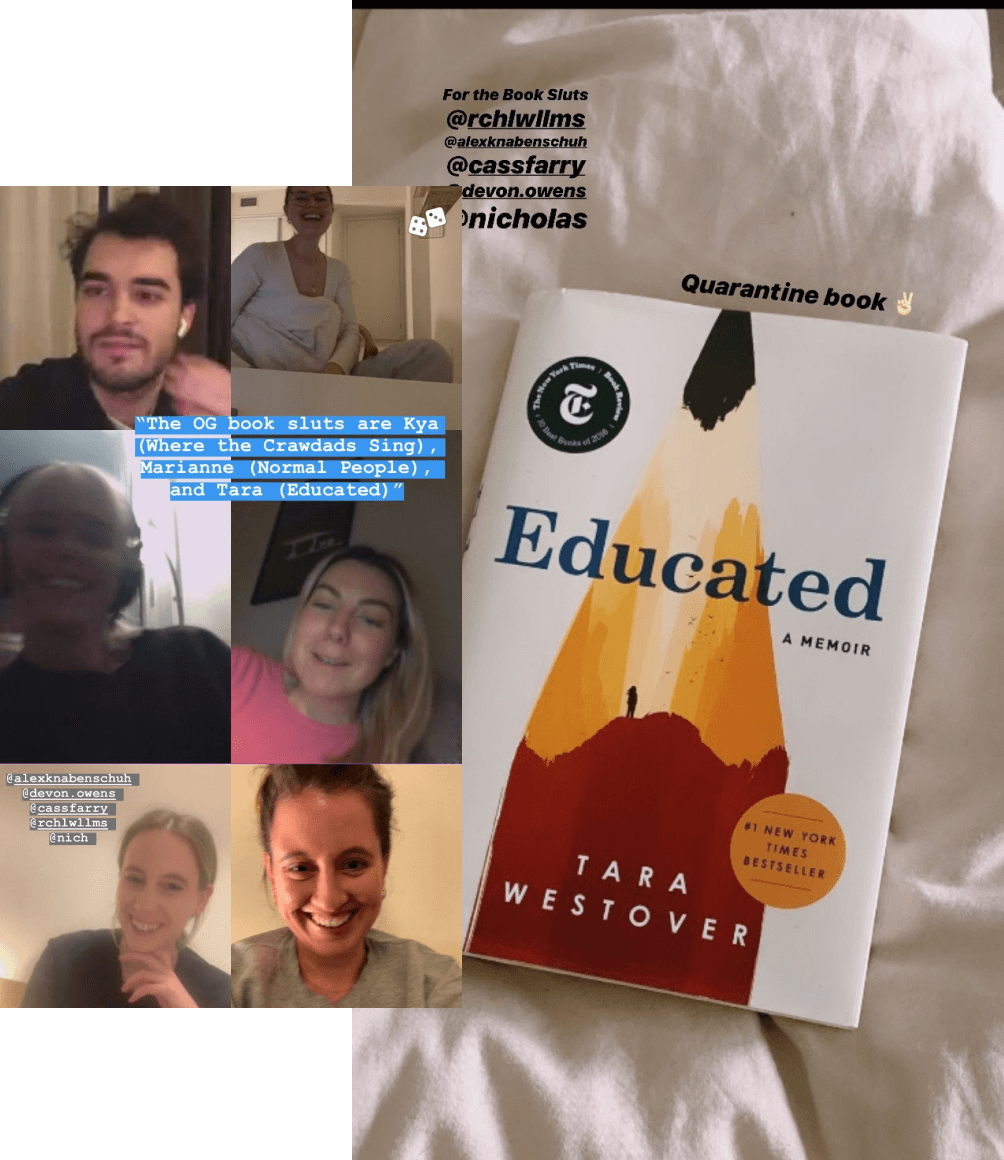 For the Book Sluts
@rchlwllms
@alexknabenschuh
@cassfarry
devon.owens
nicholas
Quarantine book ✌🏻
The New York Times | Book Review
10 Best Books of 2018
Educated
A MEMOIR
#1 NEW YORK
TIMES
BESTSELLER
TARA
WESTOVER
“The OG book sluts are Kya
(Where the Crawdads Sing),
Marianne (Normal People),
and Tara (Educated)”
@alexknabenschuh
@devon.owens
@cassfarry
@rchlwllms
@nich